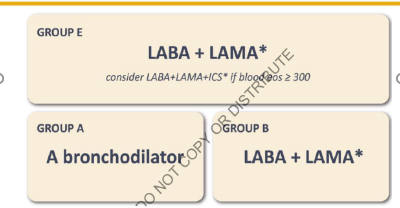 GROUP E
LABA + LAMA*
consider LABA+LAMA+ICS* if blood eos ≥ 300
GROUP A
A bronchodilator
GROUP B
LABA + LAMA*
DO NOT COPY OR DISTRIBUTE